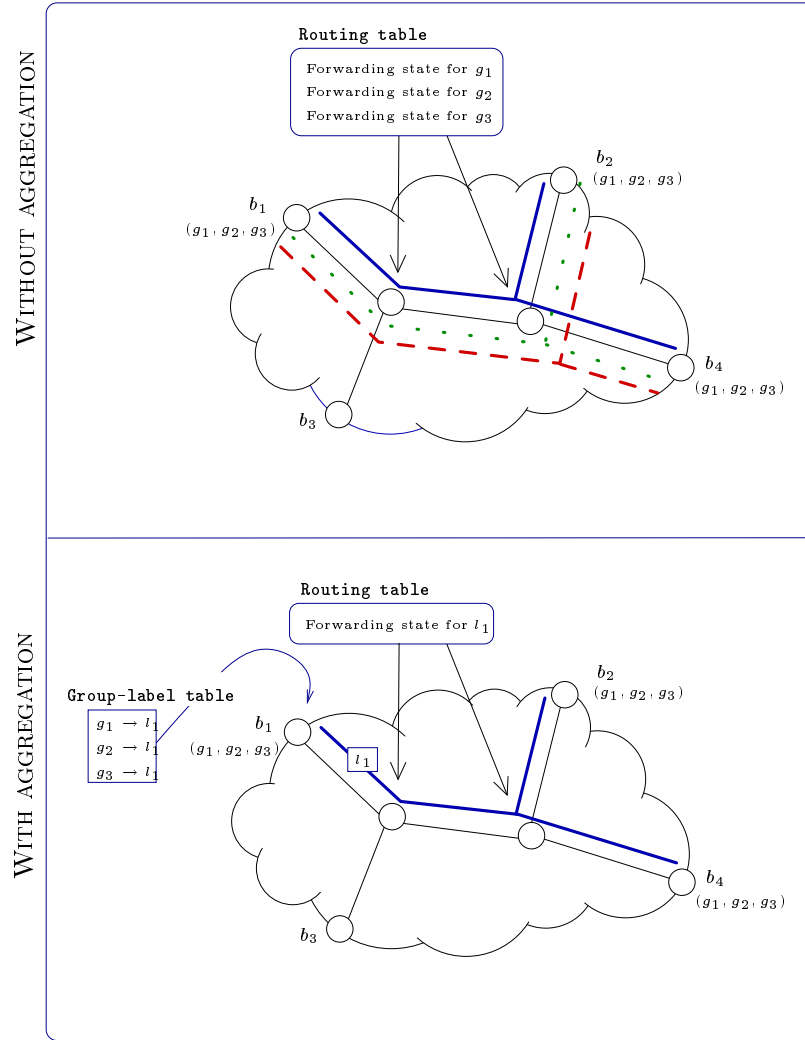 WITHOUT AGGREGATION
Routing table
Forwarding state for g1
Forwarding state for g2
Forwarding state for g3
b2
(g1, g2, g3)
b1
(g1, g2, g3)
b4
(g1, g2, g3)
b3
WITH AGGREGATION
Routing table
Forwarding state for l1
Group-label table
g1 → l1
g2 → l1
g3 → l1
b2
(g1, g2, g3)
b1
(g1, g2, g3)
l1
b4
(g1, g2, g3)
b3